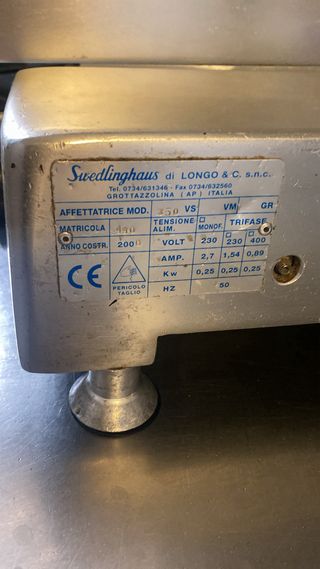 Swedlinghaus di LONGO & C. s.n.c.
Tel. 0734/631346 - Fax 0734/632560
GROTTAZZOLINA (AP) ITALIA
AFFETTATRICE MOD. 350 VS VM GR
MATRICOLA TENSIONE ALIM. MONOF. TRIFASE
ANNO COSTR. 200 VOLT 230 230 400
CE AMP. 2,7 1,54 0,89
Kw 0,25 0,25 0,25
PERICOLO TAGLIO HZ 50